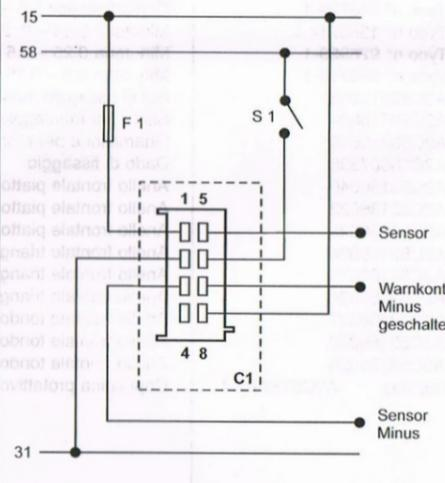 15
58
F 1
S 1
1 5
Sensor
Warnkont
Minus
geschalte
4 8
C1
Sensor
Minus
31